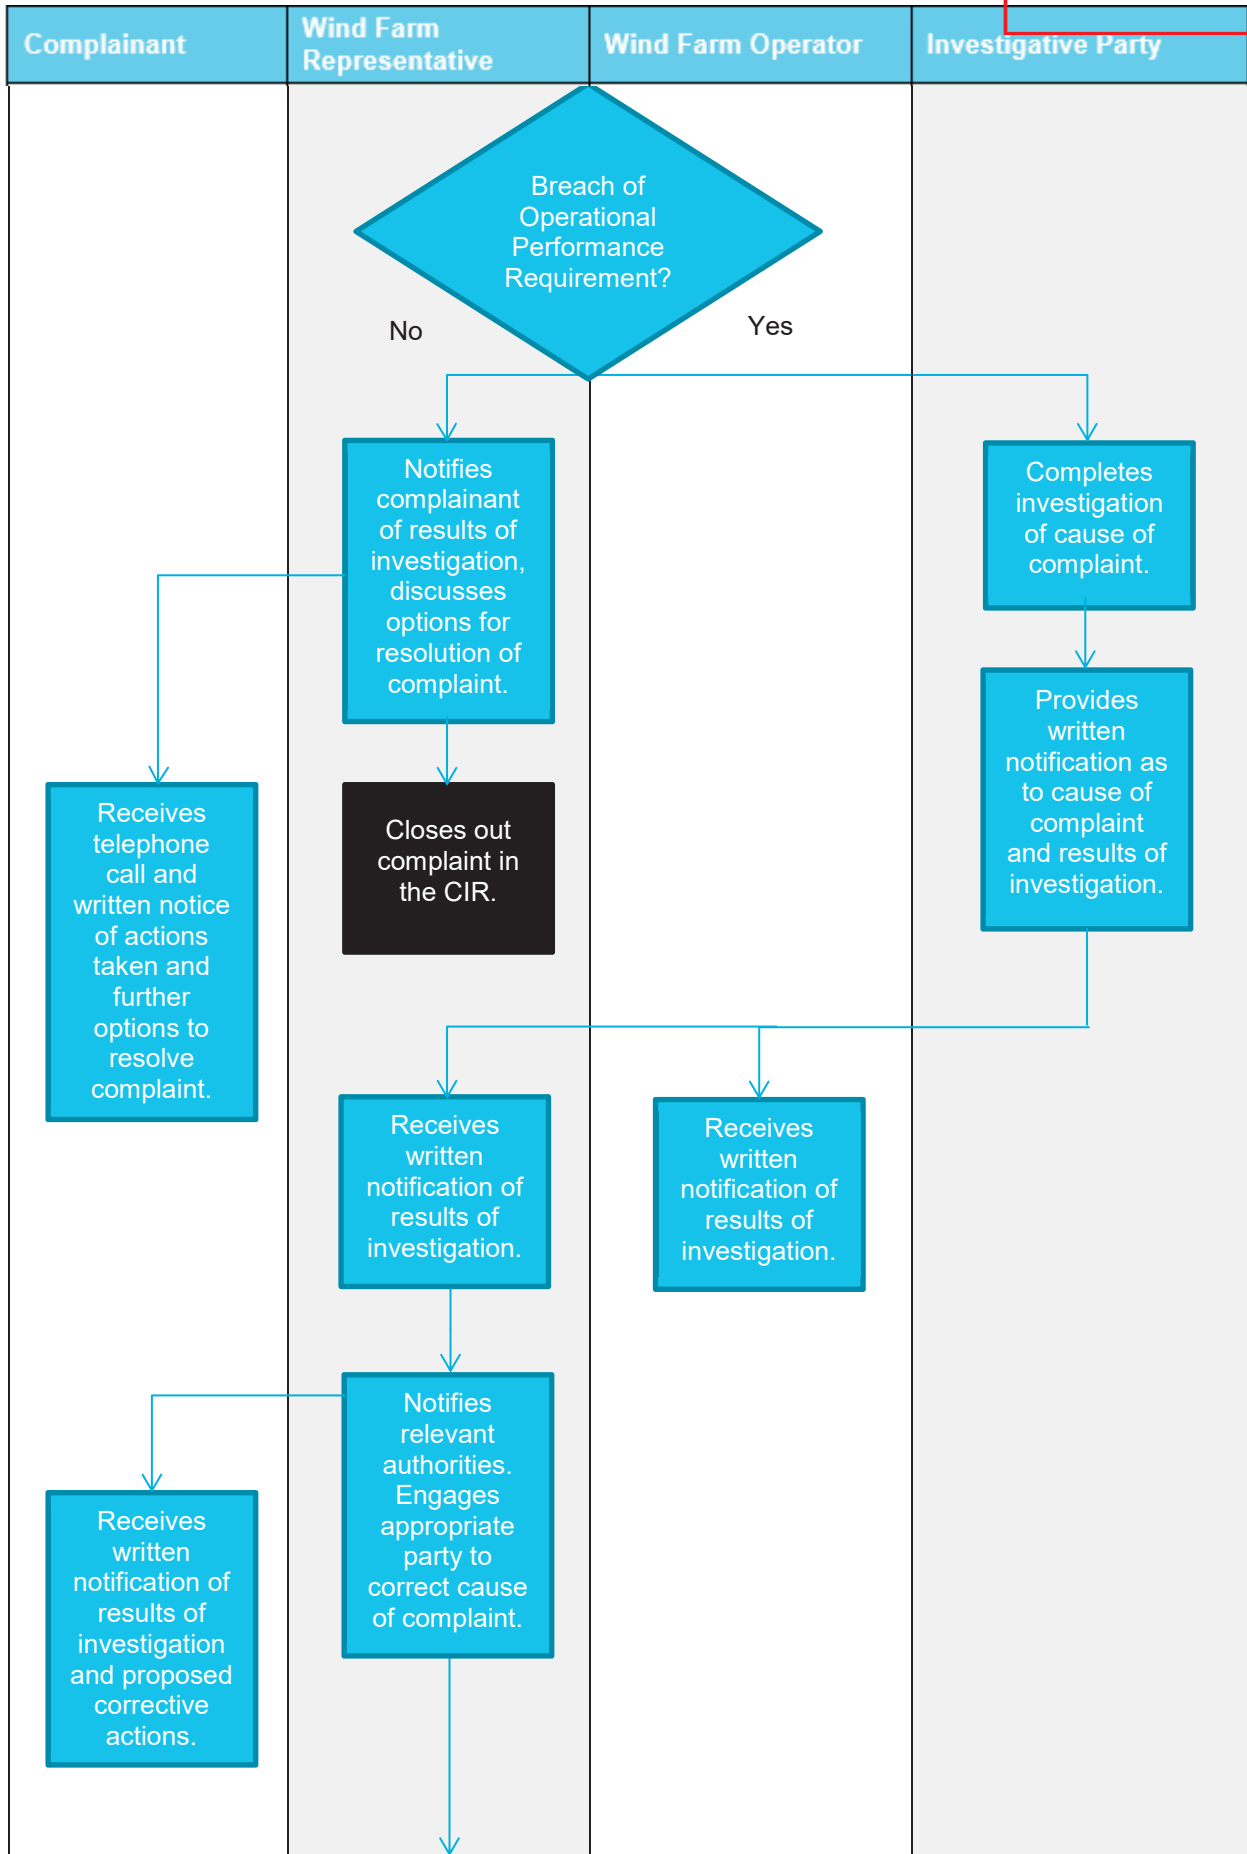 Complainant
Wind Farm
Representative
Wind Farm Operator
Investigative Party
Breach of
Operational
Performance
Requirement?
No
Yes
Notifies
complainant
of results of
investigation,
discusses
options for
resolution of
complaint.
Completes
investigation
of cause of
complaint.
Provides
written
notification as
to cause of
complaint
and results of
investigation.
Receives
telephone
call and
written notice
of actions
taken and
further
options to
resolve
complaint.
Closes out
complaint in
the CIR.
Receives
written
notification of
results of
investigation.
Receives
written
notification of
results of
investigation.
Notifies
relevant
authorities.
Engages
appropriate
party to
correct cause
of complaint.
Receives
written
notification of
results of
investigation
and proposed
corrective
actions.